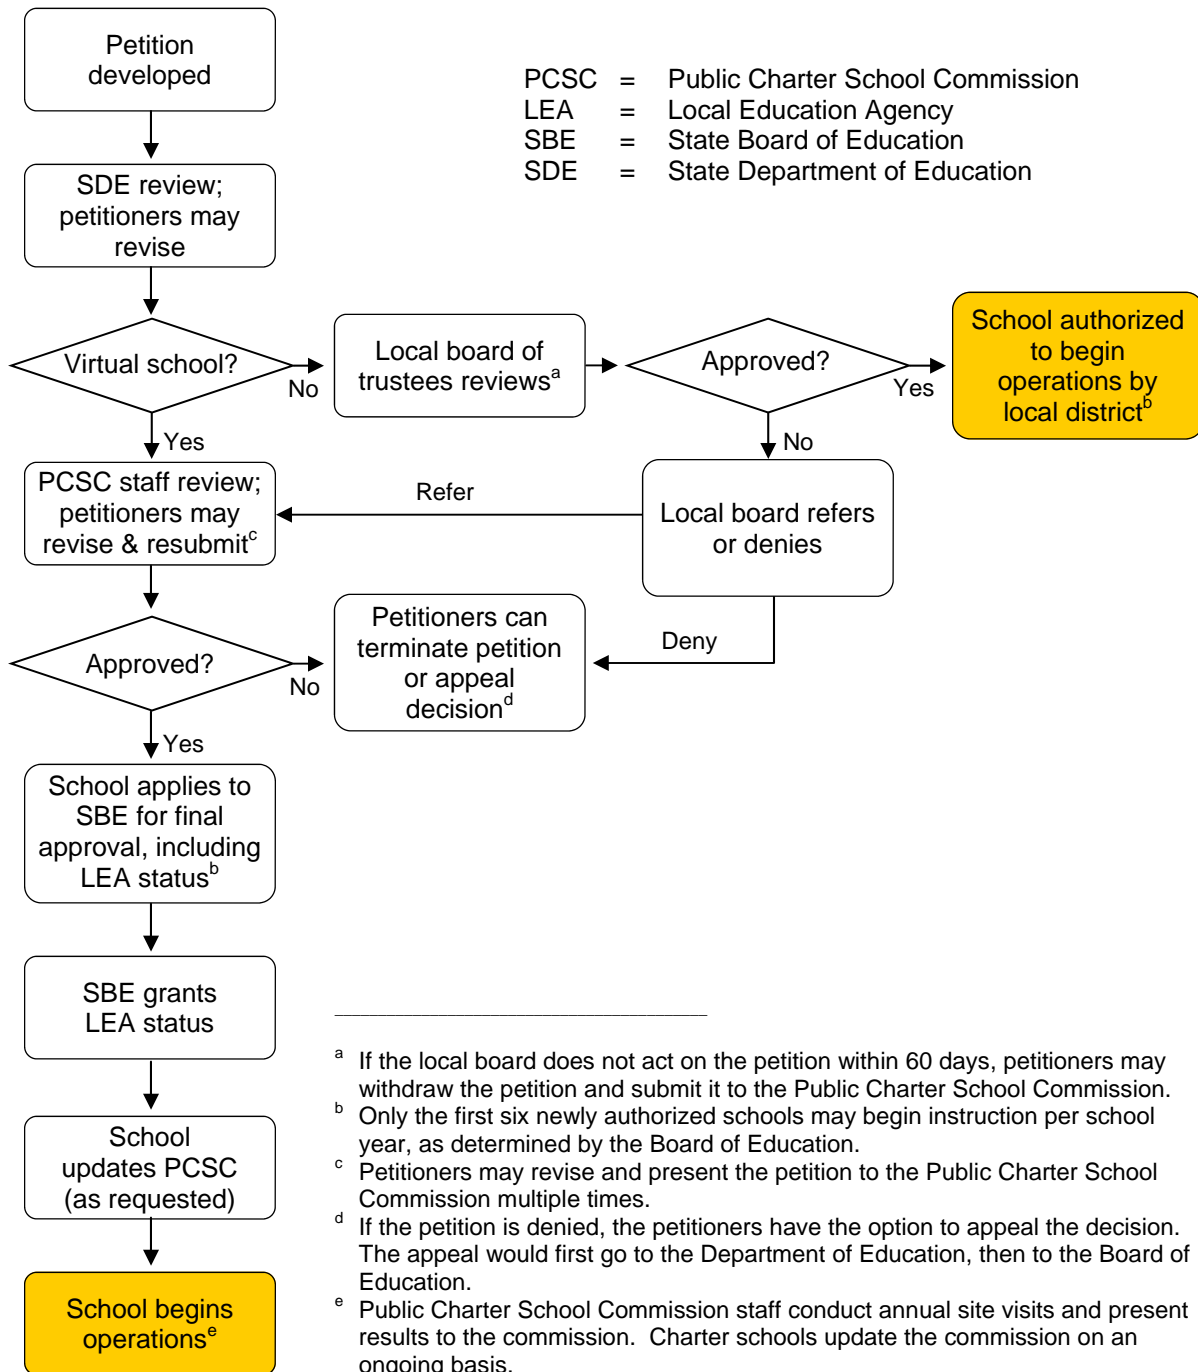 Petition
developed
PCSC = Public Charter School Commission
LEA = Local Education Agency
SBE = State Board of Education
SDE = State Department of Education
SDE review;
petitioners may
revise
Virtual school?
No
Local board of
trustees reviews^a
Approved?
Yes
School authorized
to begin
operations by
local district^b
Yes
No
PCSC staff review;
petitioners may
revise & resubmit^c
Refer
Local board refers
or denies
Approved?
No
Petitioners can
terminate petition
or appeal
decision^d
Deny
Yes
School applies to
SBE for final
approval, including
LEA status^b
SBE grants
LEA status
School
updates PCSC
(as requested)
School begins
operations^e
^a If the local board does not act on the petition within 60 days, petitioners may
withdraw the petition and submit it to the Public Charter School Commission.
^b Only the first six newly authorized schools may begin instruction per school
year, as determined by the Board of Education.
^c Petitioners may revise and present the petition to the Public Charter School
Commission multiple times.
^d If the petition is denied, the petitioners have the option to appeal the decision.
The appeal would first go to the Department of Education, then to the Board of
Education.
^e Public Charter School Commission staff conduct annual site visits and present
results to the commission. Charter schools update the commission on an
ongoing basis.